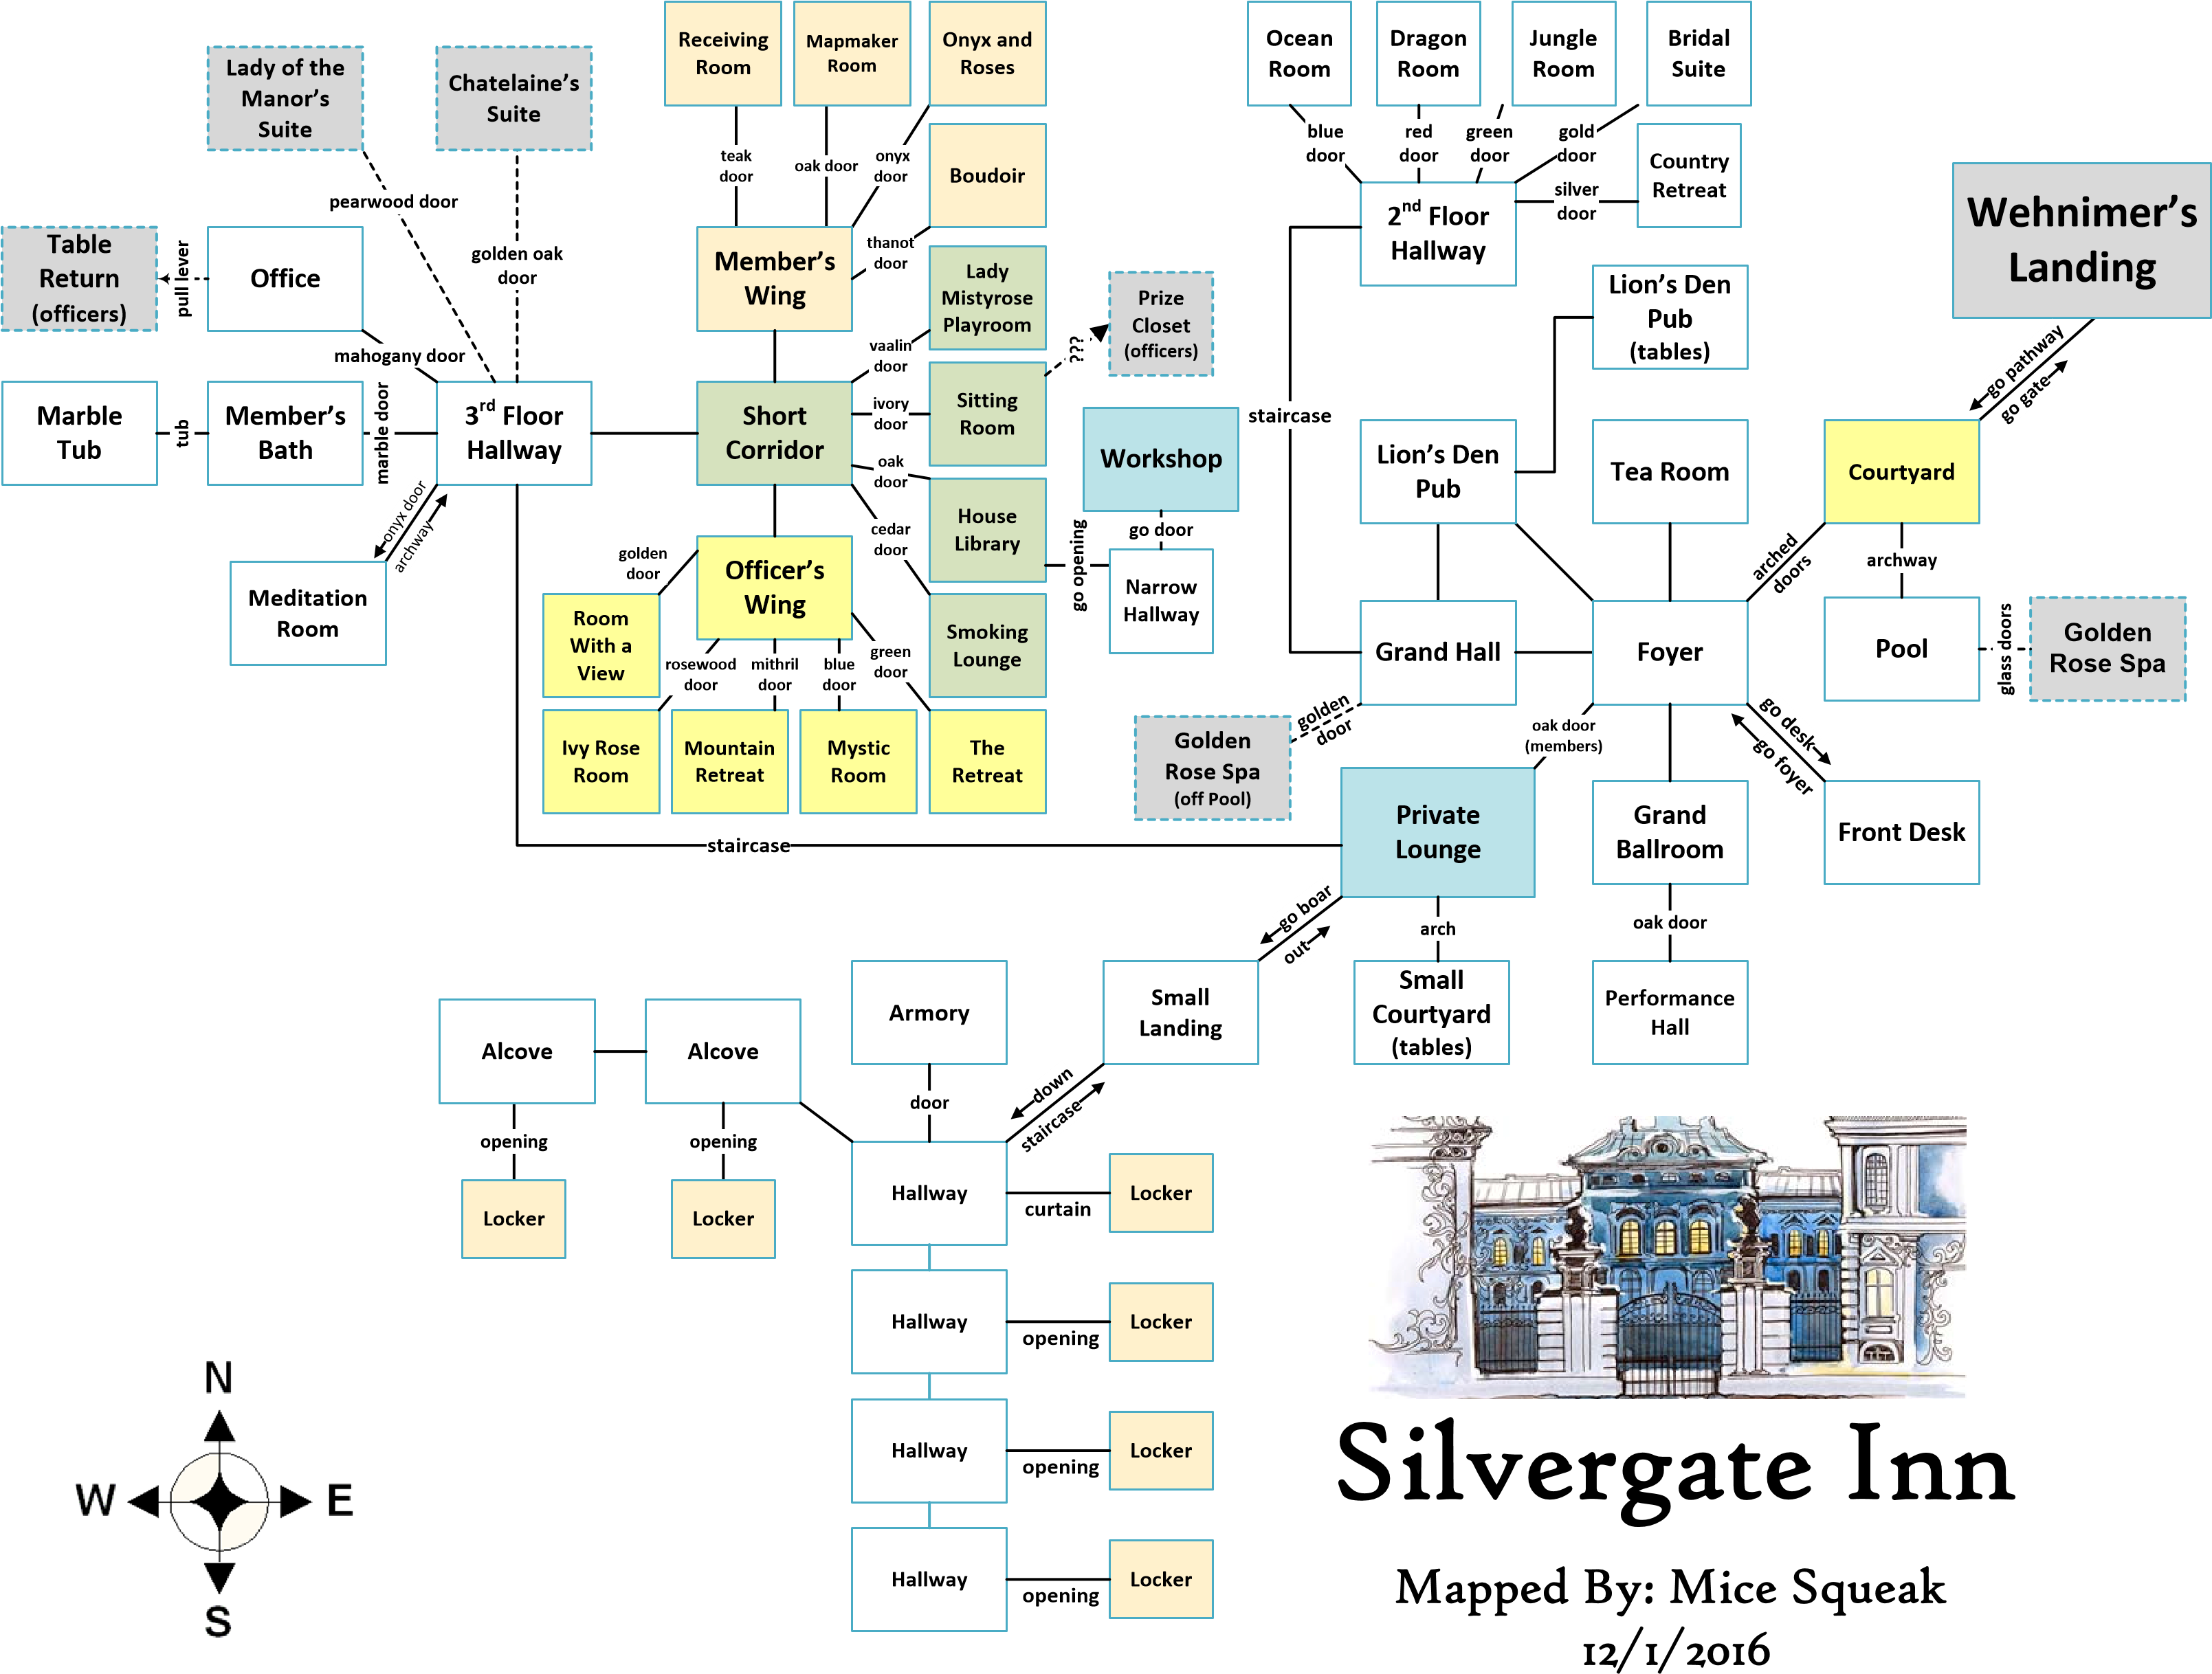 Receiving
Room
Mapmaker
Room
Onyx and
Roses
Ocean
Room
Dragon
Room
Jungle
Room
Bridal
Suite
Lady of the
Manor's
Suite
Chatelaine's
Suite
teak
door
oak door
onyx
door
Boudoir
blue
door
red
door
green
door
gold
door
Country
Retreat
silver
door
2nd Floor
Hallway
Wehnimer's
Landing
pearwood door
golden oak
door
Table
Return
(officers)
pull lever
Office
Member's
Wing
thanot
door
Lady
Mistyrose
Playroom
vaalin
door
Prize
Closet
(officers)
???
Lion's Den
Pub
(tables)
go pathway
go gate
mahogany door
Marble
Tub
tub
Member's
Bath
marble door
3rd Floor
Hallway
Short
Corridor
ivory
door
Sitting
Room
Workshop
staircase
Lion's Den
Pub
Tea Room
Courtyard
oak
door
House
Library
go opening
go door
Narrow
Hallway
cedar
door
onyx door
archway
Meditation
Room
golden
door
Officer's
Wing
Room
With a
View
rosewood
door
mithril
door
blue
door
green
door
Smoking
Lounge
arched
doors
archway
Grand Hall
Foyer
Pool
glass doors
Golden
Rose Spa
Ivy Rose
Room
Mountain
Retreat
Mystic
Room
The
Retreat
golden
door
Golden
Rose Spa
(off Pool)
oak door
(members)
go desk
go foyer
staircase
Private
Lounge
Grand
Ballroom
Front Desk
go boar
out
arch
oak door
Small
Landing
Small
Courtyard
(tables)
Performance
Hall
Alcove
Alcove
Armory
door
down
staircase
opening
opening
Locker
Locker
Hallway
curtain
Locker
Hallway
opening
Locker
Hallway
opening
Locker
Hallway
opening
Locker
N
W
E
S
Silvergate Inn
Mapped By: Mice Squeak
12/1/2016